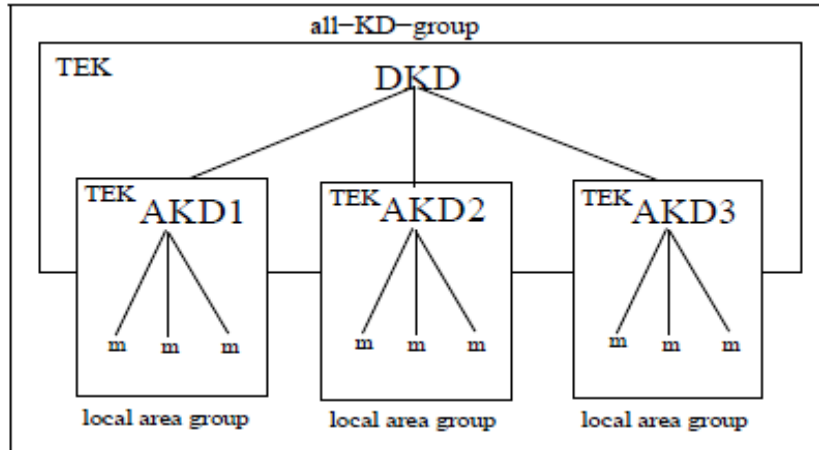 all-KD-group
TEK
DKD
TEK AKD1
TEK AKD2
TEK AKD3
m m m
m m m
m m m
local area group
local area group
local area group